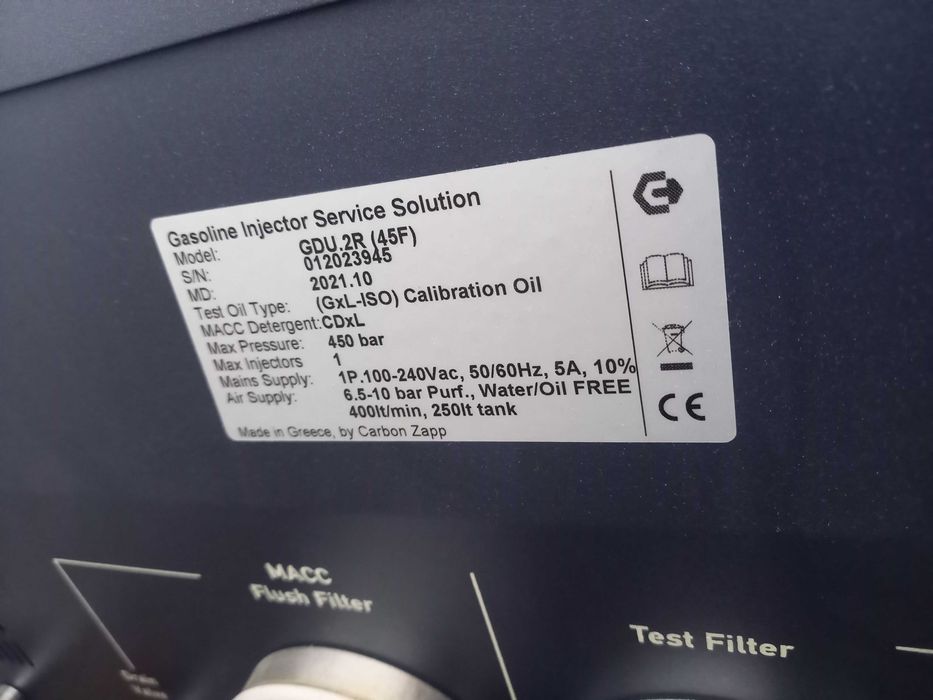 Gasoline Injector Service Solution
Model: GDU.2R (45F)
S/N: 012023945
MD: 2021.10
Test Oil Type: (GxL-ISO) Calibration Oil
MACC Detergent: CDxL
Max Pressure: 450 bar
Max Injectors 1
Mains Supply: 1P.100-240Vac, 50/60Hz, 5A, 10%
Air Supply: 6.5-10 bar Purf., Water/Oil FREE
400lt/min, 250lt tank
Made in Greece, by Carbon Zapp
CE
MACC
Flush Filter
Test Filter
Drain